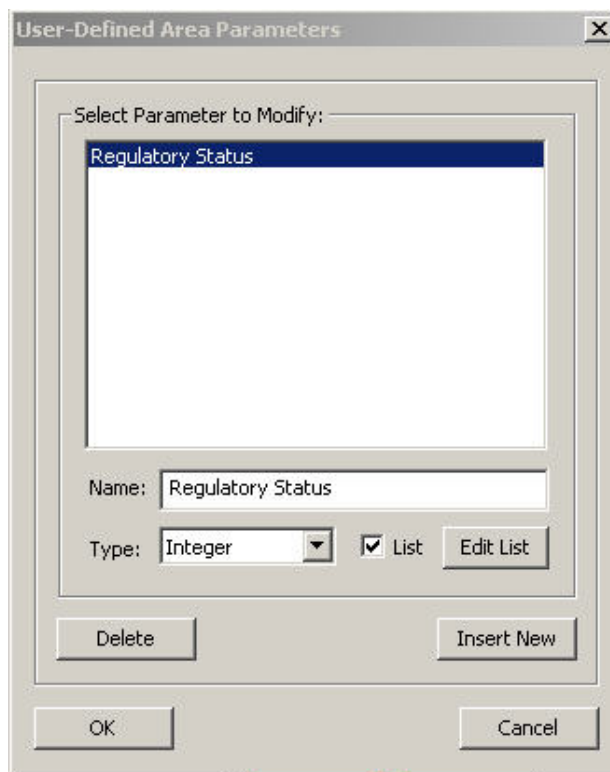 User-Defined Area Parameters
Select Parameter to Modify:
Regulatory Status
Name: Regulatory Status
Type: Integer List Edit List
Delete Insert New
OK Cancel